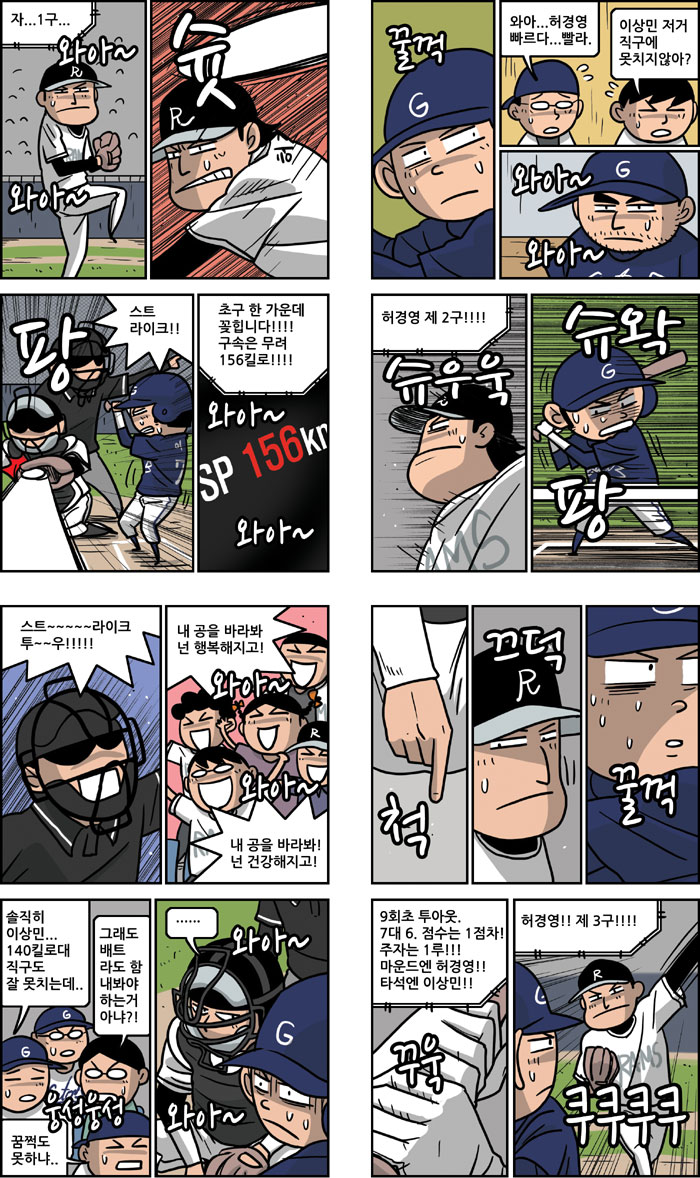 자...1구...
와아~
R
와아~
슛
R
스트
라이크!!
팡
G
초구 한 가운데
꽂힙니다!!!!
구속은 무려
156킬로!!!!
와아~
SP 156km
와아~
꿀꺽
G
와아...허경영
빠르다...빨라.
이상민 저거
직구에
못치지않아?
와아~
G
와아~
허경영 제 2구!!!!
슈우욱
RAMS
슈왁
G
팡
스트~~~~~라이크
투~~우!!!!!
내 공을 바라봐
넌 행복해지고!
와아~
R
와아~
RAMS
내 공을 바라봐!
넌 건강해지고!
솔직히
이상민...
140킬로대
직구도
잘 못치는데..
그래도
배트
라도 함
내봐야
하는거
아냐?!
G
G
웅성웅성
꿈쩍도
못하냐..
......
와아~
G
와아~
척
끄덕
R
꿀꺽
9회초 투아웃.
7대 6. 점수는 1점차!
주자는 1루!!!
마운드엔 허경영!!
타석엔 이상민!!
꾸욱
허경영!! 제 3구!!!!
R
RAMS
쿠쿠쿠쿠